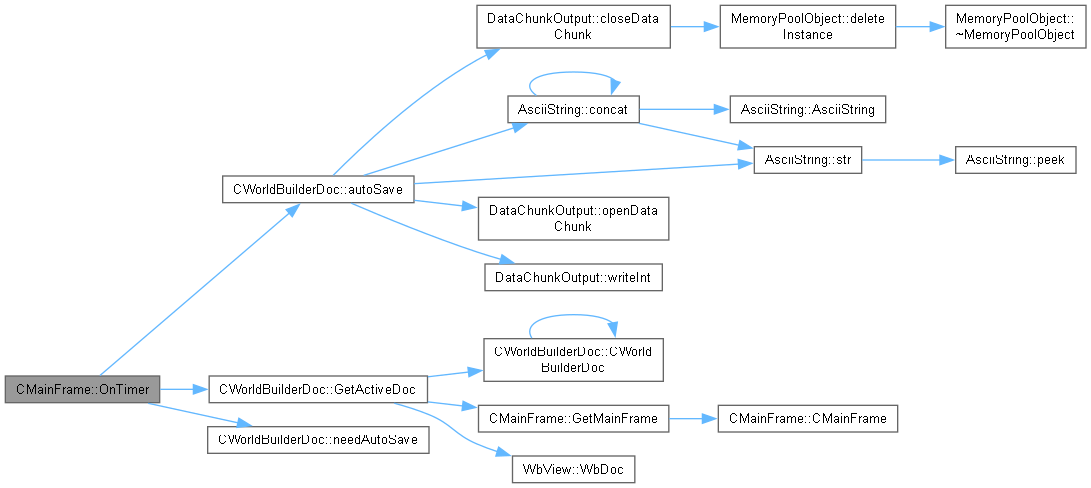 DataChunkOutput::closeData
Chunk
MemoryPoolObject::delete
Instance
MemoryPoolObject::
~MemoryPoolObject
AsciiString::concat
AsciiString::AsciiString
AsciiString::str
AsciiString::peek
CWorldBuilderDoc::autoSave
DataChunkOutput::openData
Chunk
DataChunkOutput::writeInt
CWorldBuilderDoc::CWorld
BuilderDoc
CMainFrame::OnTimer
CWorldBuilderDoc::GetActiveDoc
CMainFrame::GetMainFrame
CMainFrame::CMainFrame
CWorldBuilderDoc::needAutoSave
WbView::WbDoc